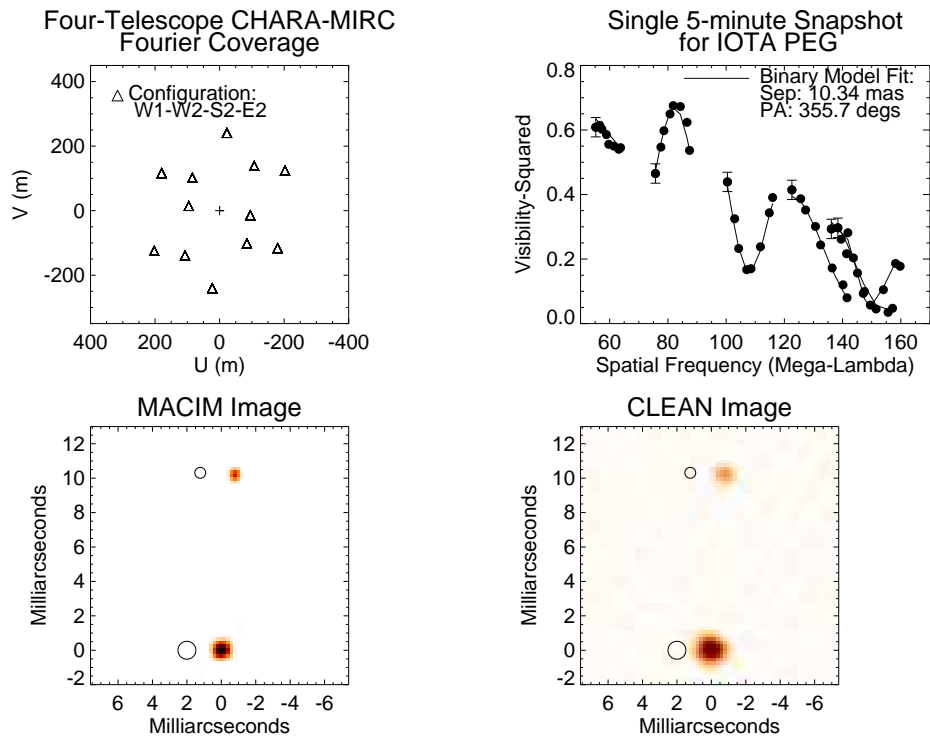 Four-Telescope CHARA-MIRC
Fourier Coverage
400
200
0
-200
V (m)
△ Configuration:
W1-W2-S2-E2
400 200 0 -200 -400
U (m)
Single 5-minute Snapshot
for IOTA PEG
0.8
0.6
0.4
0.2
0.0
Visibility-Squared
Binary Model Fit:
Sep: 10.34 mas
PA: 355.7 degs
60 80 100 120 140 160
Spatial Frequency (Mega-Lambda)
MACIM Image
12
10
8
6
4
2
0
-2
Milliarcseconds
6 4 2 0 -2 -4 -6
Milliarcseconds
CLEAN Image
12
10
8
6
4
2
0
-2
Milliarcseconds
6 4 2 0 -2 -4 -6
Milliarcseconds